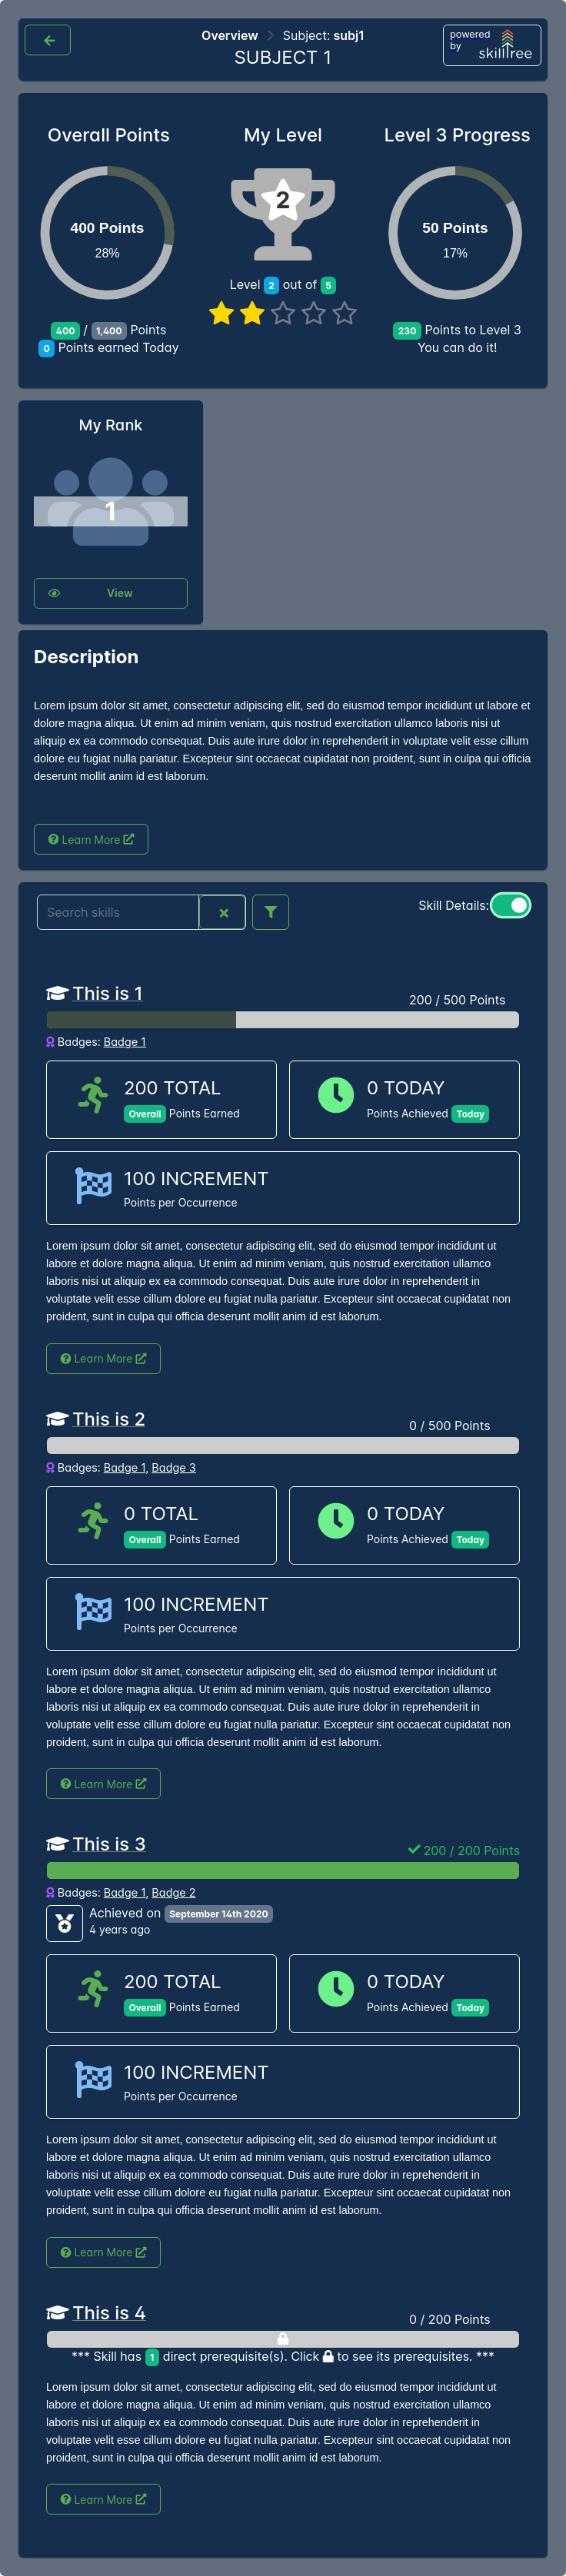 Overview > Subject: subj1
SUBJECT 1
powered
by
skilltree
Overall Points
400 Points
28%
400 / 1,400 Points
0 Points earned Today
My Level
2
Level 2 out of 5
Level 3 Progress
50 Points
17%
230 Points to Level 3
You can do it!
My Rank
1
View
Description
Lorem ipsum dolor sit amet, consectetur adipiscing elit, sed do eiusmod tempor incididunt ut labore et
dolore magna aliqua. Ut enim ad minim veniam, quis nostrud exercitation ullamco laboris nisi ut
aliquip ex ea commodo consequat. Duis aute irure dolor in reprehenderit in voluptate velit esse cillum
dolore eu fugiat nulla pariatur. Excepteur sint occaecat cupidatat non proident, sunt in culpa qui officia
deserunt mollit anim id est laborum.
Learn More
Search skills
Skill Details:
This is 1
200 / 500 Points
Badges: Badge 1
200 TOTAL
Overall Points Earned
0 TODAY
Points Achieved Today
100 INCREMENT
Points per Occurrence
Lorem ipsum dolor sit amet, consectetur adipiscing elit, sed do eiusmod tempor incididunt ut
labore et dolore magna aliqua. Ut enim ad minim veniam, quis nostrud exercitation ullamco
laboris nisi ut aliquip ex ea commodo consequat. Duis aute irure dolor in reprehenderit in
voluptate velit esse cillum dolore eu fugiat nulla pariatur. Excepteur sint occaecat cupidatat non
proident, sunt in culpa qui officia deserunt mollit anim id est laborum.
Learn More
This is 2
0 / 500 Points
Badges: Badge 1, Badge 3
0 TOTAL
Overall Points Earned
0 TODAY
Points Achieved Today
100 INCREMENT
Points per Occurrence
Lorem ipsum dolor sit amet, consectetur adipiscing elit, sed do eiusmod tempor incididunt ut
labore et dolore magna aliqua. Ut enim ad minim veniam, quis nostrud exercitation ullamco
laboris nisi ut aliquip ex ea commodo consequat. Duis aute irure dolor in reprehenderit in
voluptate velit esse cillum dolore eu fugiat nulla pariatur. Excepteur sint occaecat cupidatat non
proident, sunt in culpa qui officia deserunt mollit anim id est laborum.
Learn More
This is 3
200 / 200 Points
Badges: Badge 1, Badge 2
Achieved on September 14th 2020
4 years ago
200 TOTAL
Overall Points Earned
0 TODAY
Points Achieved Today
100 INCREMENT
Points per Occurrence
Lorem ipsum dolor sit amet, consectetur adipiscing elit, sed do eiusmod tempor incididunt ut
labore et dolore magna aliqua. Ut enim ad minim veniam, quis nostrud exercitation ullamco
laboris nisi ut aliquip ex ea commodo consequat. Duis aute irure dolor in reprehenderit in
voluptate velit esse cillum dolore eu fugiat nulla pariatur. Excepteur sint occaecat cupidatat non
proident, sunt in culpa qui officia deserunt mollit anim id est laborum.
Learn More
This is 4
0 / 200 Points
*** Skill has 1 direct prerequisite(s). Click to see its prerequisites. ***
Lorem ipsum dolor sit amet, consectetur adipiscing elit, sed do eiusmod tempor incididunt ut
labore et dolore magna aliqua. Ut enim ad minim veniam, quis nostrud exercitation ullamco
laboris nisi ut aliquip ex ea commodo consequat. Duis aute irure dolor in reprehenderit in
voluptate velit esse cillum dolore eu fugiat nulla pariatur. Excepteur sint occaecat cupidatat non
proident, sunt in culpa qui officia deserunt mollit anim id est laborum.
Learn More